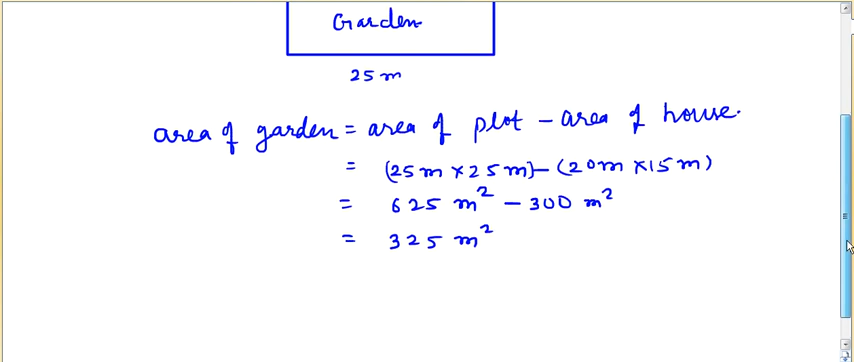 Garden
25 m
area of garden = area of plot - area of house.
= (25 m × 25 m) - (20 m × 15 m)
= 625 m² - 300 m²
= 325 m²